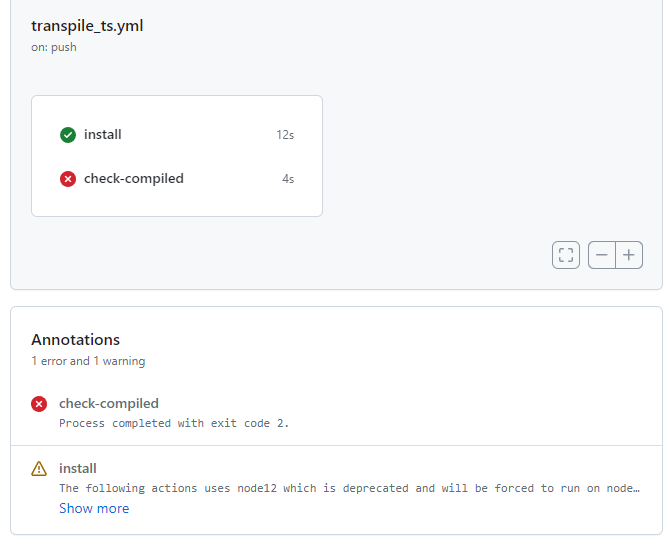 transpile_ts.yml
on: push
install 12s
check-compiled 4s
Annotations
1 error and 1 warning
check-compiled
Process completed with exit code 2.
install
The following actions uses node12 which is deprecated and will be forced to run on node…
Show more